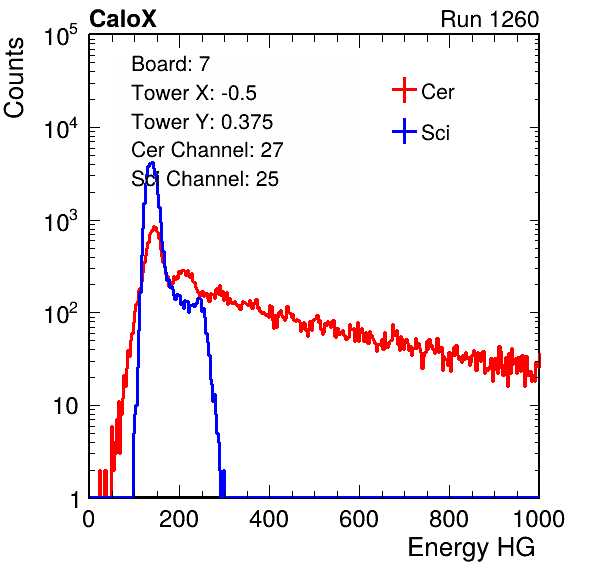 CaloX Run 1260
Board: 7
Tower X: -0.5
Tower Y: 0.375
Cer Channel: 27
Sci Channel: 25
Cer
Sci
Counts
10^5
10^4
10^3
10^2
10
1
0 200 400 600 800 1000
Energy HG